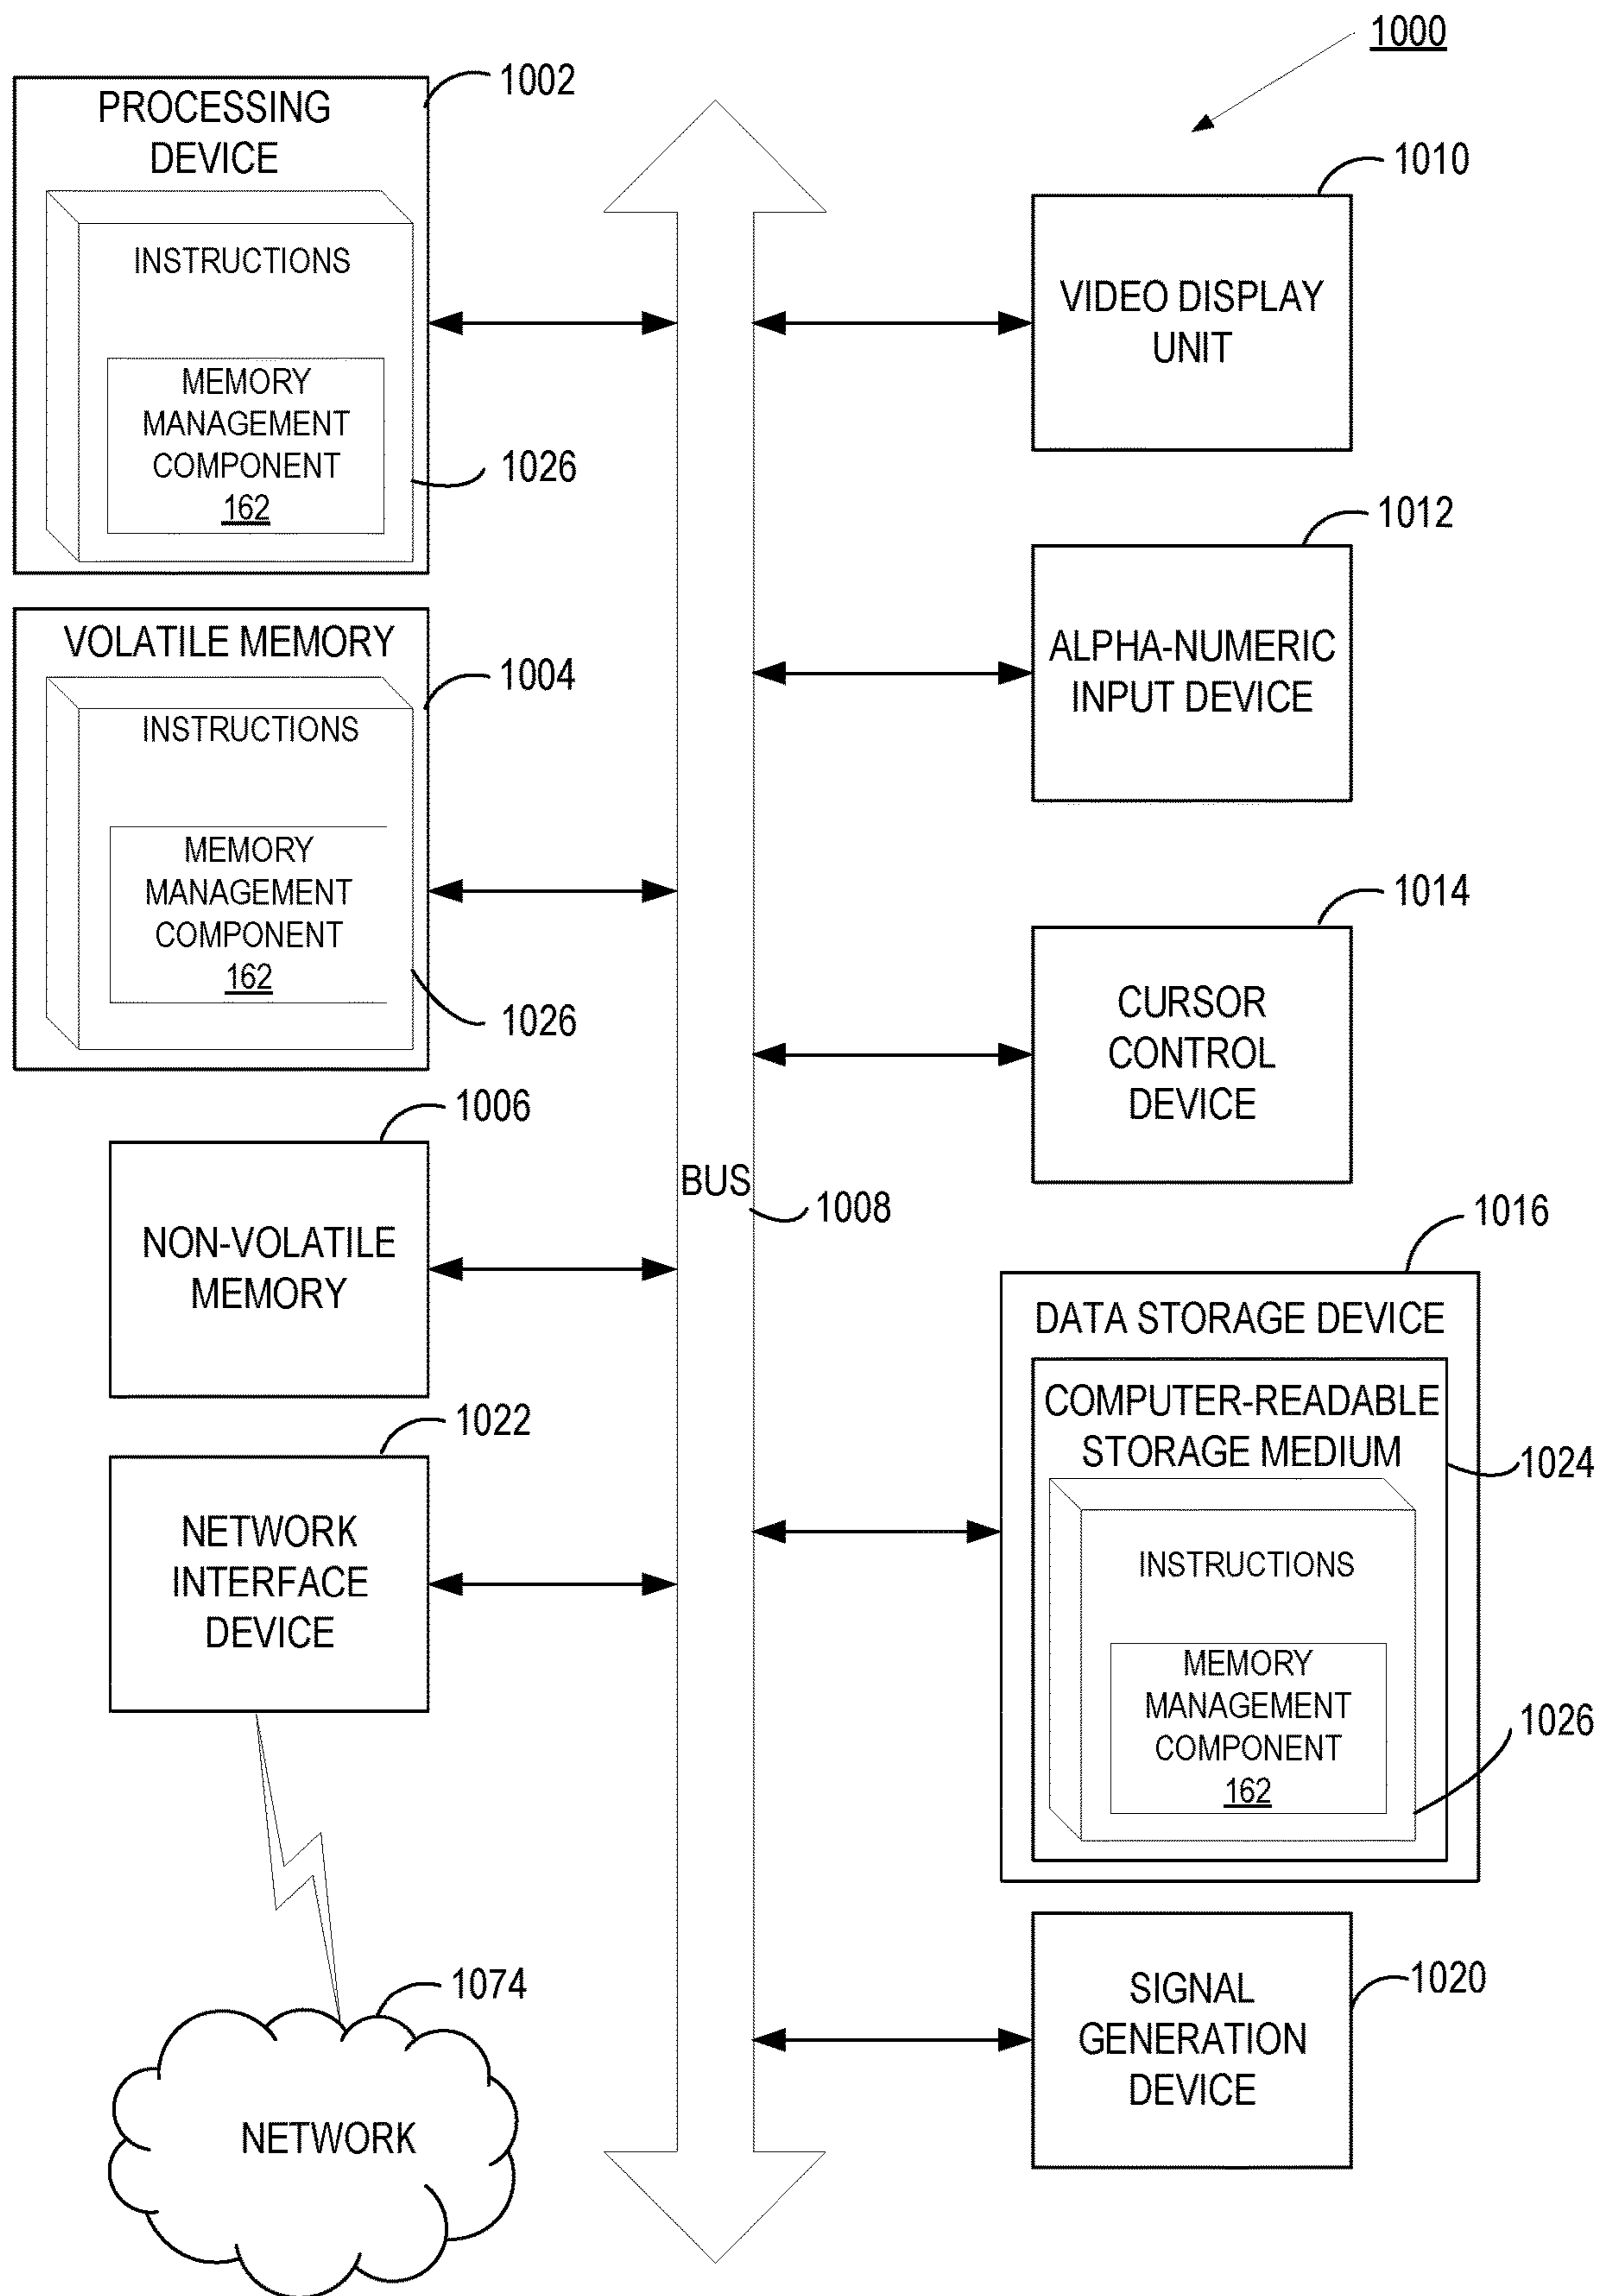 1000
1002
PROCESSING
DEVICE
INSTRUCTIONS
MEMORY
MANAGEMENT
COMPONENT
162
1026
VOLATILE MEMORY
1004
INSTRUCTIONS
MEMORY
MANAGEMENT
COMPONENT
162
1026
1006
NON-VOLATILE
MEMORY
1022
NETWORK
INTERFACE
DEVICE
1074
NETWORK
BUS
1008
1010
VIDEO DISPLAY
UNIT
1012
ALPHA-NUMERIC
INPUT DEVICE
1014
CURSOR
CONTROL
DEVICE
1016
DATA STORAGE DEVICE
COMPUTER-READABLE
STORAGE MEDIUM
1024
INSTRUCTIONS
MEMORY
MANAGEMENT
COMPONENT
162
1026
SIGNAL
GENERATION
DEVICE
1020